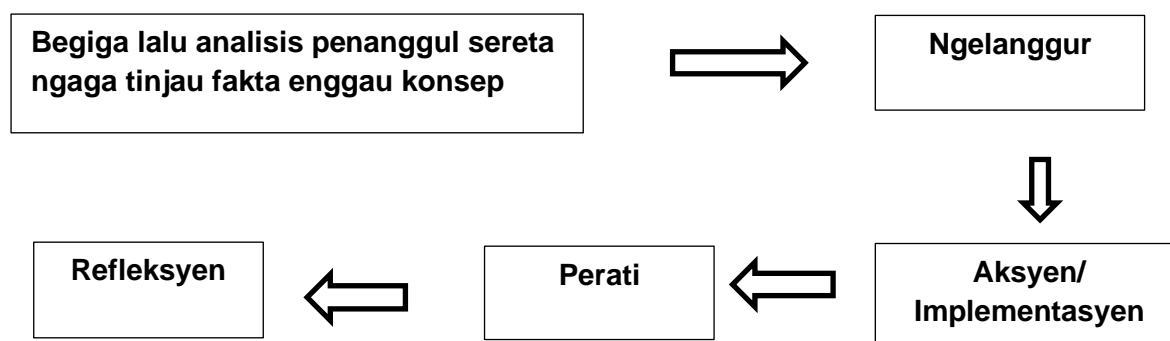 Begiga lalu analisis penanggul sereta
ngaga tinjau fakta enggau konsep
Ngelanggur
Aksyen/
Implementasyen
Perati
Refleksyen